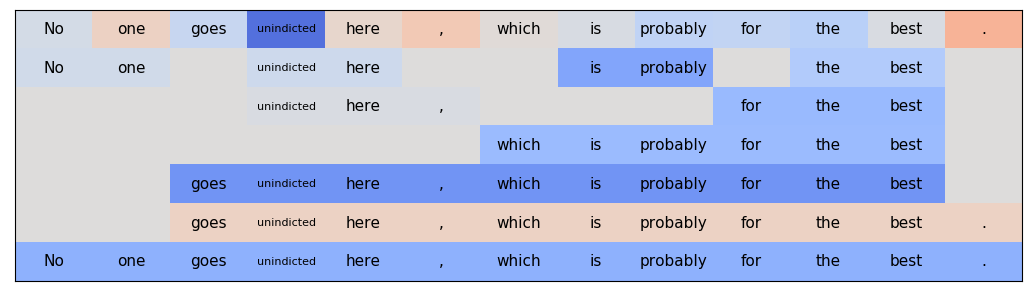 No one goes unindicted here , which is probably for the best .
No one unindicted here is probably the best
unindicted here , for the best
which is probably for the best
goes unindicted here , which is probably for the best
goes unindicted here , which is probably for the best .
No one goes unindicted here , which is probably for the best .